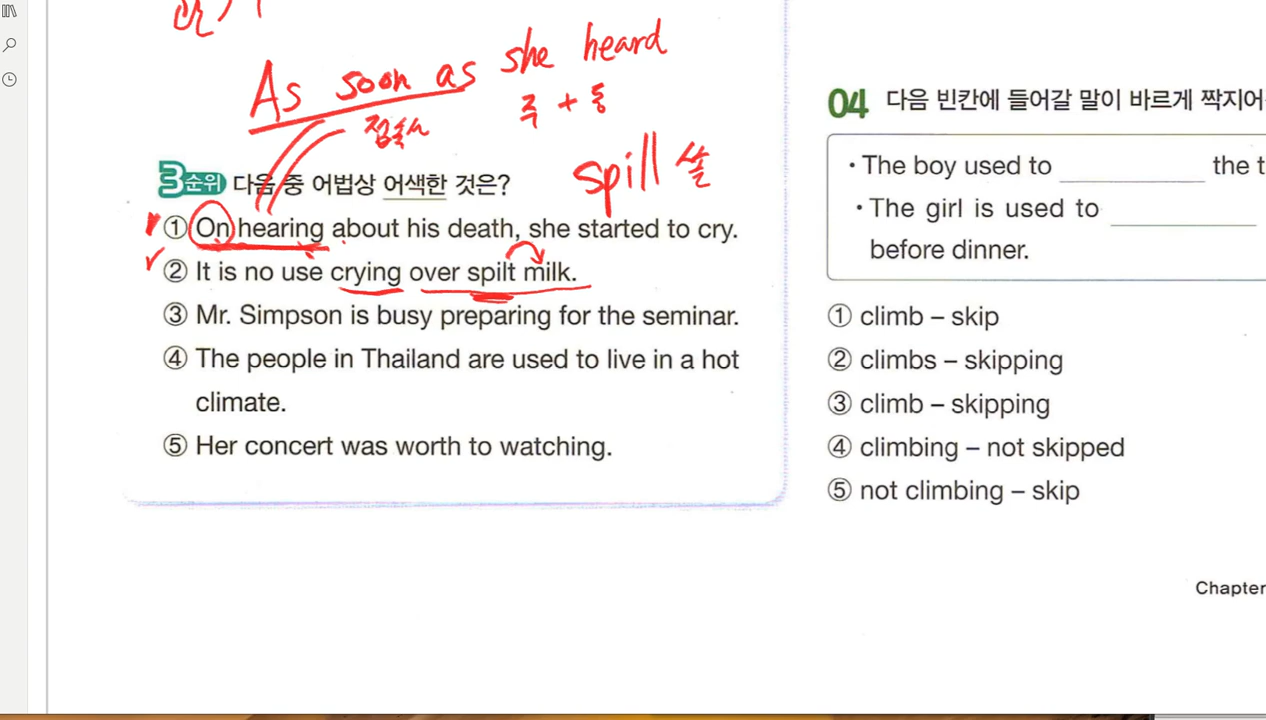 As soon as she heard
접속사
주 + 동
spill 쏟
3순위 다음 중 어법상 어색한 것은?
① On hearing about his death, she started to cry.
② It is no use crying over spilt milk.
③ Mr. Simpson is busy preparing for the seminar.
④ The people in Thailand are used to live in a hot
climate.
⑤ Her concert was worth to watching.
04 다음 빈칸에 들어갈 말이 바르게 짝지어
• The boy used to ________ the t
• The girl is used to ________
before dinner.
① climb – skip
② climbs – skipping
③ climb – skipping
④ climbing – not skipped
⑤ not climbing – skip
Chapter